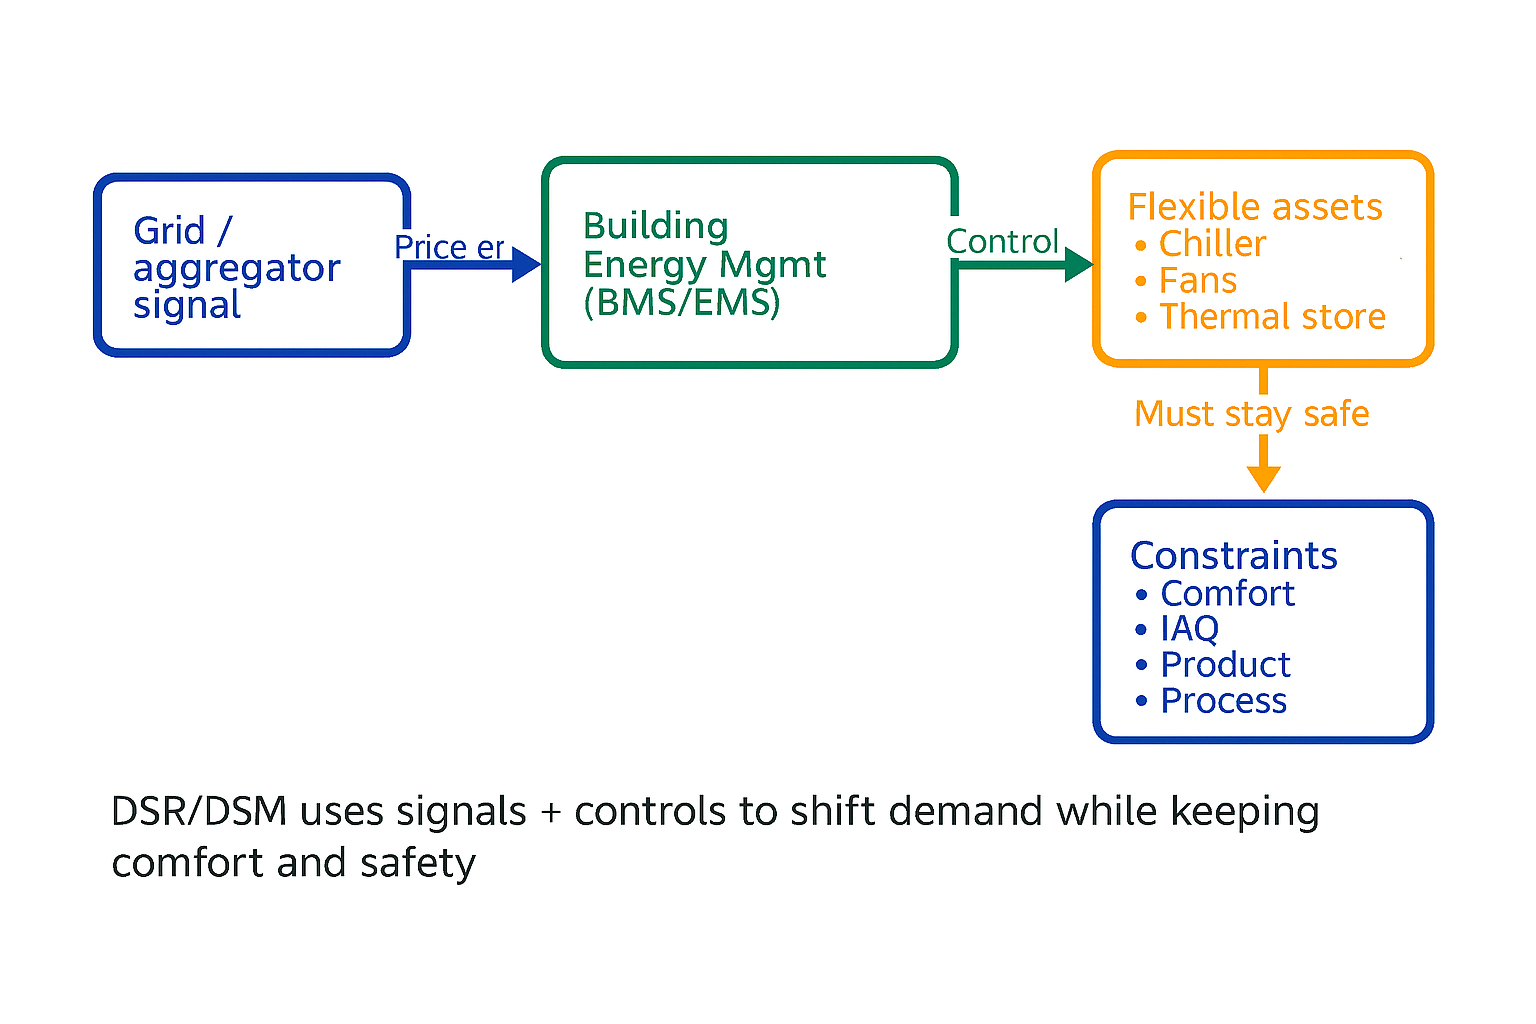 Grid /
aggregator
signal
Price er
Building
Energy Mgmt
(BMS/EMS)
Control
Flexible assets
• Chiller
• Fans
• Thermal store
Must stay safe
Constraints
• Comfort
• IAQ
• Product
• Process
DSR/DSM uses signals + controls to shift demand while keeping
comfort and safety